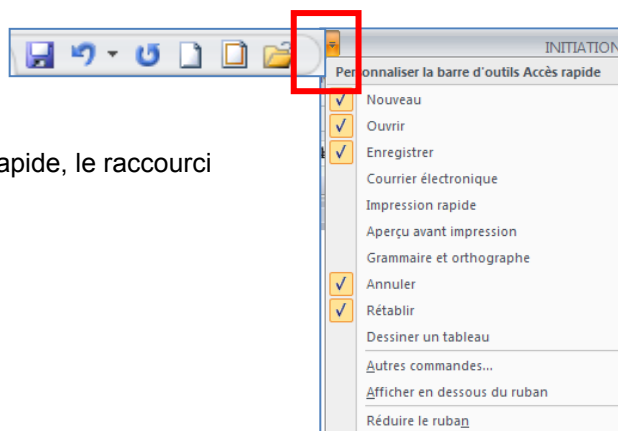 INITIATION
Personnaliser la barre d'outils Accès rapide
Nouveau
Ouvrir
Enregistrer
apide, le raccourci
Courrier électronique
Impression rapide
Aperçu avant impression
Grammaire et orthographe
Annuler
Rétablir
Dessiner un tableau
Autres commandes...
Afficher en dessous du ruban
Réduire le ruban